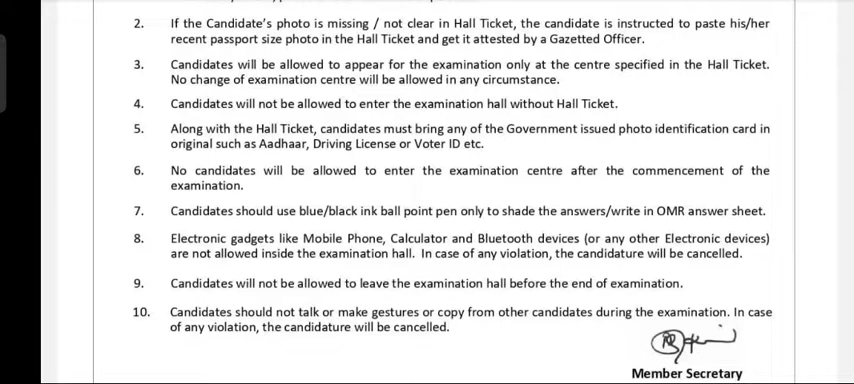 2. If the Candidate's photo is missing / not clear in Hall Ticket, the candidate is instructed to paste his/her
recent passport size photo in the Hall Ticket and get it attested by a Gazetted Officer.
3. Candidates will be allowed to appear for the examination only at the centre specified in the Hall Ticket.
No change of examination centre will be allowed in any circumstance.
4. Candidates will not be allowed to enter the examination hall without Hall Ticket.
5. Along with the Hall Ticket, candidates must bring any of the Government issued photo identification card in
original such as Aadhaar, Driving License or Voter ID etc.
6. No candidates will be allowed to enter the examination centre after the commencement of the
examination.
7. Candidates should use blue/black ink ball point pen only to shade the answers/write in OMR answer sheet.
8. Electronic gadgets like Mobile Phone, Calculator and Bluetooth devices (or any other Electronic devices)
are not allowed inside the examination hall. In case of any violation, the candidature will be cancelled.
9. Candidates will not be allowed to leave the examination hall before the end of examination.
10. Candidates should not talk or make gestures or copy from other candidates during the examination. In case
of any violation, the candidature will be cancelled.
Member Secretary